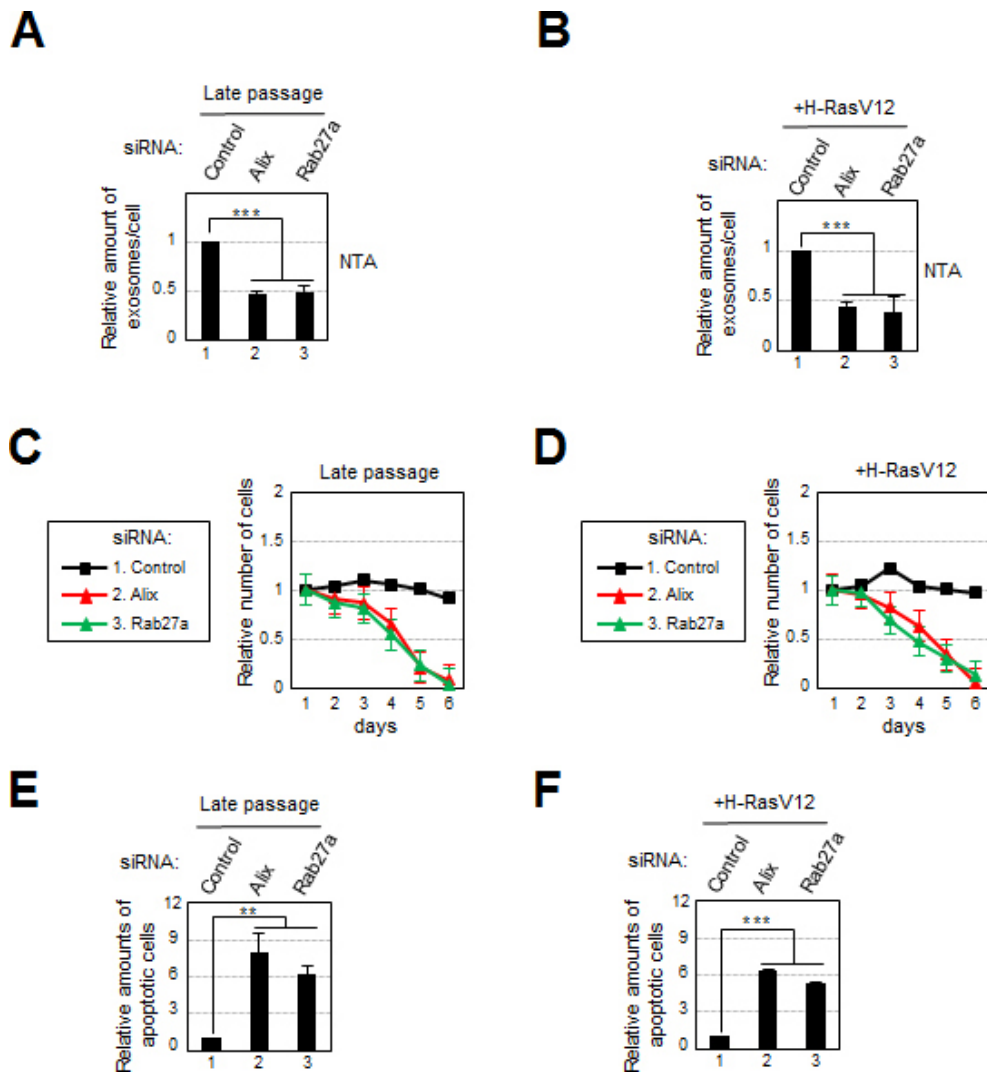 A
Late passage
siRNA:
Control
Alix
Rab27a
Relative amount of
exosomes/cell
1
0.5
0
***
NTA
1 2 3
B
+H-RasV12
siRNA:
Control
Alix
Rab27a
Relative amount of
exosomes/cell
1
0.5
0
***
NTA
1 2 3
C
Late passage
siRNA:
1. Control
2. Alix
3. Rab27a
Relative number of cells
2
1.5
1
0.5
0
1 2 3 4 5 6
days
D
+H-RasV12
siRNA:
1. Control
2. Alix
3. Rab27a
Relative number of cells
2
1.5
1
0.5
0
1 2 3 4 5 6
days
E
Late passage
siRNA:
Control
Alix
Rab27a
Relative amounts of
apoptotic cells
12
9
6
3
0
**
1 2 3
F
+H-RasV12
siRNA:
Control
Alix
Rab27a
Relative amounts of
apoptotic cells
12
9
6
3
0
***
1 2 3